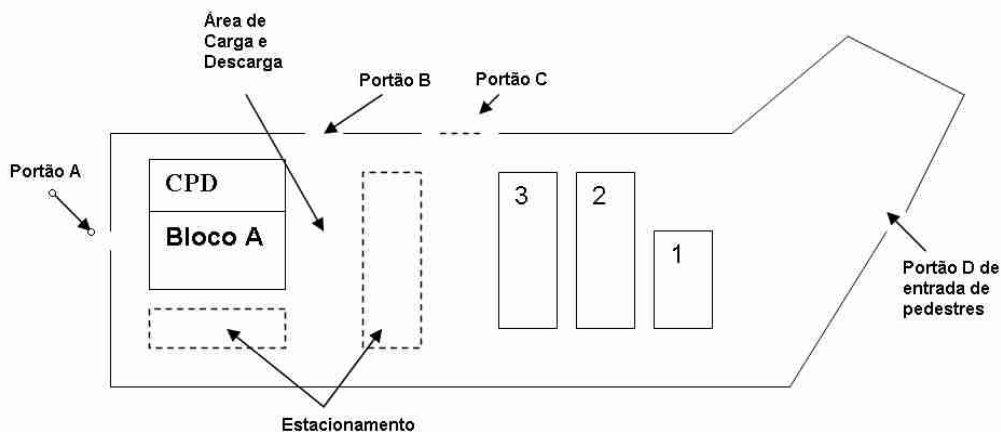 Área de
Carga e
Descarga
Portão B
Portão C
Portão A
CPD
Bloco A
3
2
1
Portão D de
entrada de
pedestres
Estacionamento